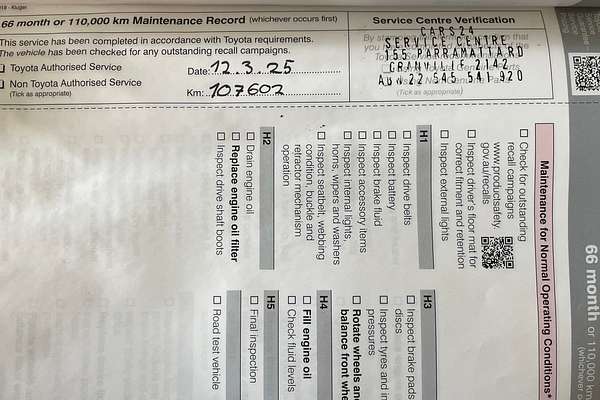 018 - Kluger
66 month or 110,000 km Maintenance Record (whichever occurs first)
This service has been completed in accordance with Toyota requirements.
The vehicle has been checked for any outstanding recall campaigns.
Toyota Authorised Service
Non Toyota Authorised Service
(Tick as appropriate)
Date: 12.3.25
Km: 107602
Service Centre Verification
CARS24
SERVICE CENTRE
155 PARRAMATTA RD
GRANVILLE 2142
ABN 22 545 541 920
(Tick as appropriate)
66 month or 110,000 km
(whichever
Maintenance for Normal Operating Conditions*
Check for outstanding
recall campaigns
www.productsafety.
gov.au/recalls
Inspect driver's floor mat for
correct fitment and retention
Inspect external lights
H1
Inspect drive belts
Inspect battery
Inspect brake fluid
Inspect accessory items
Inspect internal lights,
horns, wipers and washers
Inspect seatbelt, webbing
condition, buckle and
retractor mechanism
operation
H2
Drain engine oil
Replace engine oil filter
Inspect drive shaft boots
H3
Inspect brake pads
discs
Inspect tyres and
pressures
Rotate wheels and
balance front
H4
Fill engine oil
Check fluid levels
H5
Final inspection
Road test vehicle